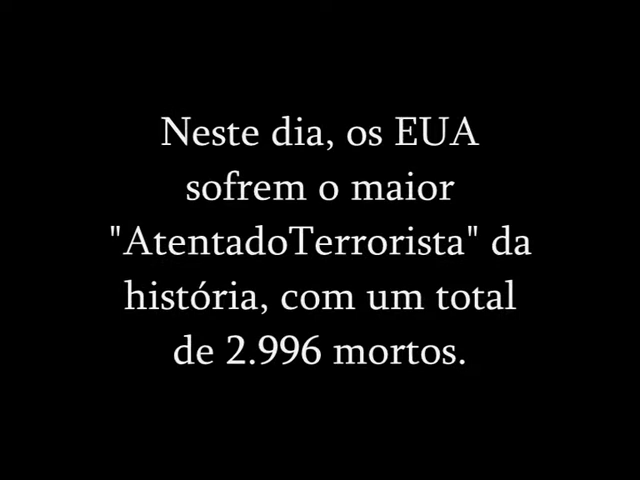 Neste dia, os EUA
sofrem o maior
"AtentadoTerrorista" da
história, com um total
de 2.996 mortos.